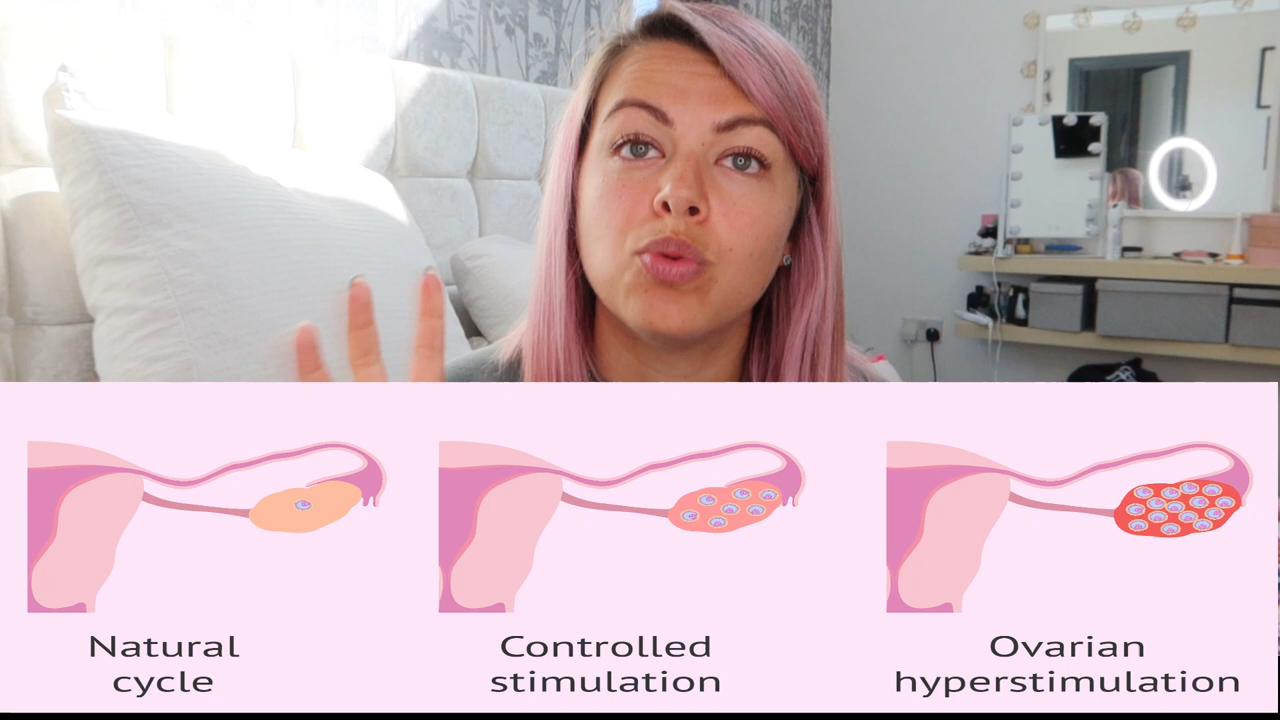 Natural
cycle
Controlled
stimulation
Ovarian
hyperstimulation